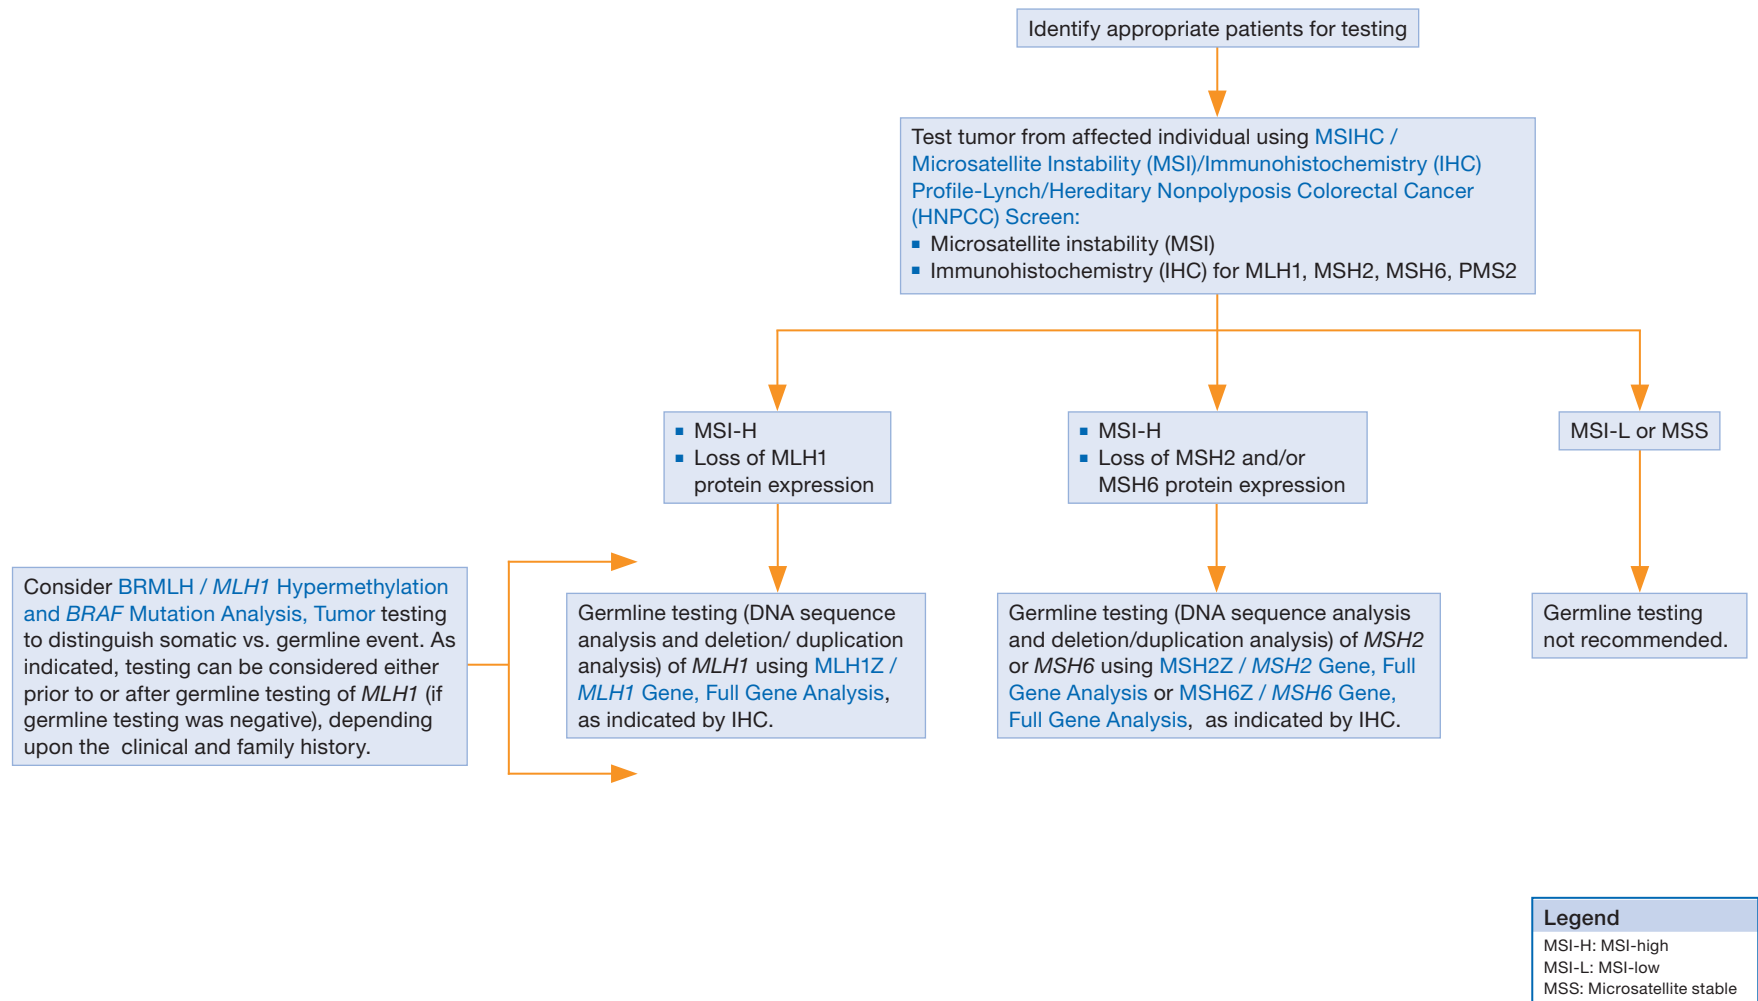 Identify appropriate patients for testing
Test tumor from affected individual using MSIHC /
Microsatellite Instability (MSI)/Immunohistochemistry (IHC)
Profile-Lynch/Hereditary Nonpolyposis Colorectal Cancer
(HNPCC) Screen:
▪ Microsatellite instability (MSI)
▪ Immunohistochemistry (IHC) for MLH1, MSH2, MSH6, PMS2
▪ MSI-H
▪ Loss of MLH1
protein expression
▪ MSI-H
▪ Loss of MSH2 and/or
MSH6 protein expression
MSI-L or MSS
Consider BRMLH / MLH1 Hypermethylation
and BRAF Mutation Analysis, Tumor testing
to distinguish somatic vs. germline event. As
indicated, testing can be considered either
prior to or after germline testing of MLH1 (if
germline testing was negative), depending
upon the clinical and family history.
Germline testing (DNA sequence
analysis and deletion/ duplication
analysis) of MLH1 using MLH1Z /
MLH1 Gene, Full Gene Analysis,
as indicated by IHC.
Germline testing (DNA sequence analysis
and deletion/duplication analysis) of MSH2
or MSH6 using MSH2Z / MSH2 Gene, Full
Gene Analysis or MSH6Z / MSH6 Gene,
Full Gene Analysis, as indicated by IHC.
Germline testing
not recommended.
Legend
MSI-H: MSI-high
MSI-L: MSI-low
MSS: Microsatellite stable